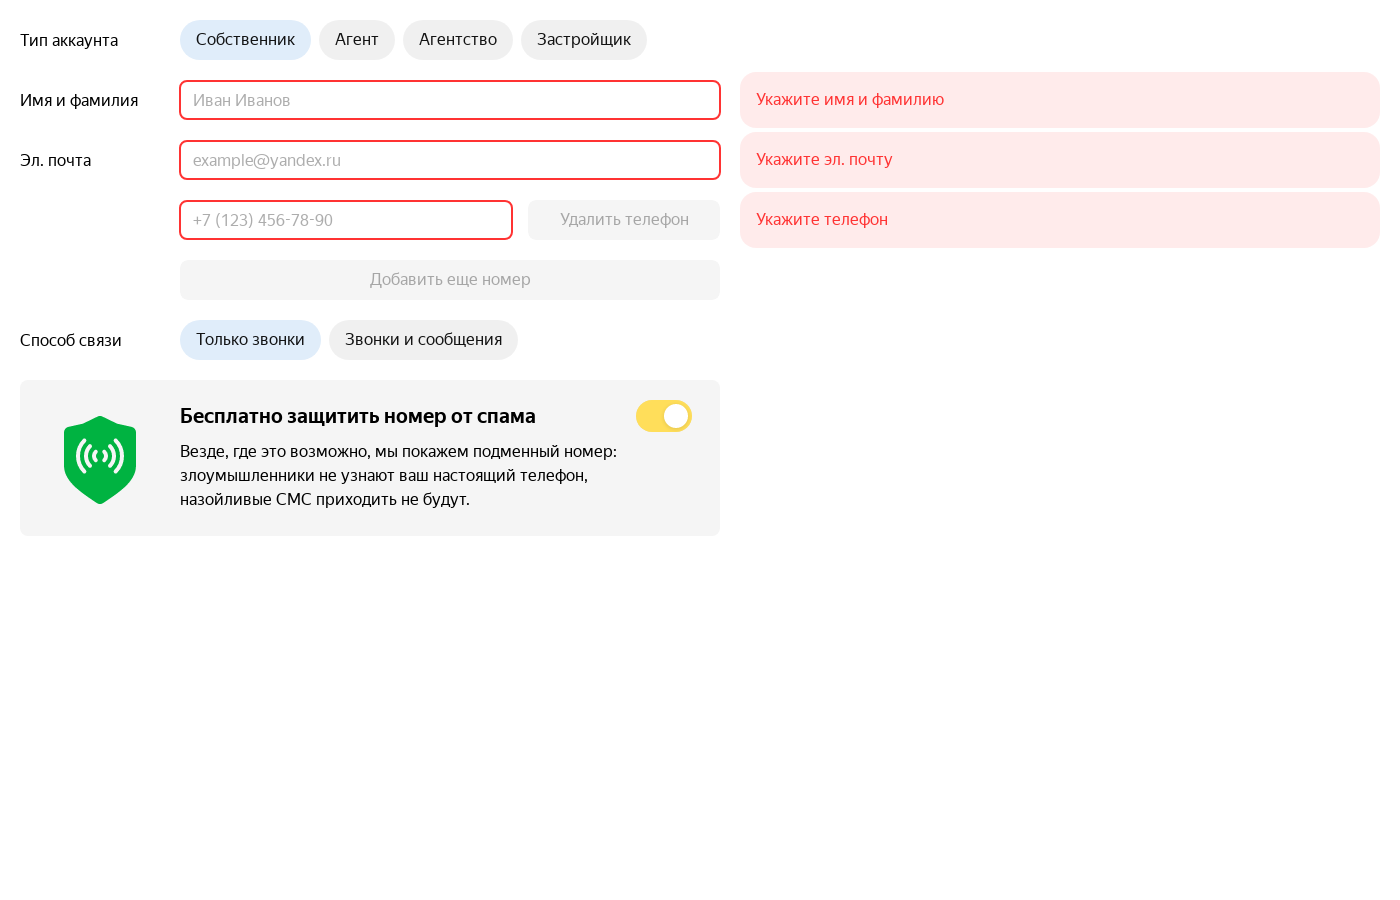 Тип аккаунта
Собственник
Агент
Агентство
Застройщик
Имя и фамилия
Иван Иванов
Укажите имя и фамилию
Эл. почта
example@yandex.ru
Укажите эл. почту
+7 (123) 456-78-90
Удалить телефон
Укажите телефон
Добавить еще номер
Способ связи
Только звонки
Звонки и сообщения
Бесплатно защитить номер от спама
Везде, где это возможно, мы покажем подменный номер:
злоумышленники не узнают ваш настоящий телефон,
назойливые СМС приходить не будут.